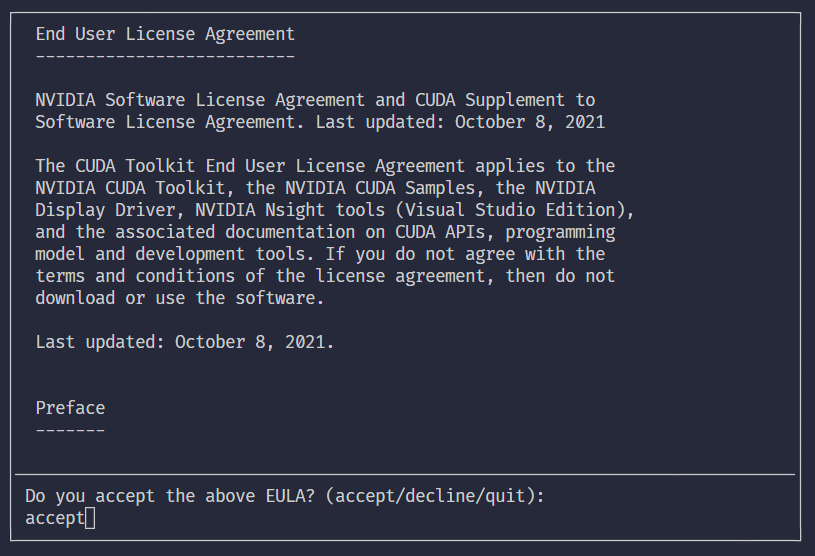 End User License Agreement
--------------------------
NVIDIA Software License Agreement and CUDA Supplement to
Software License Agreement. Last updated: October 8, 2021
The CUDA Toolkit End User License Agreement applies to the
NVIDIA CUDA Toolkit, the NVIDIA CUDA Samples, the NVIDIA
Display Driver, NVIDIA Nsight tools (Visual Studio Edition),
and the associated documentation on CUDA APIs, programming
model and development tools. If you do not agree with the
terms and conditions of the license agreement, then do not
download or use the software.
Last updated: October 8, 2021.
Preface
-------
Do you accept the above EULA? (accept/decline/quit):
accept